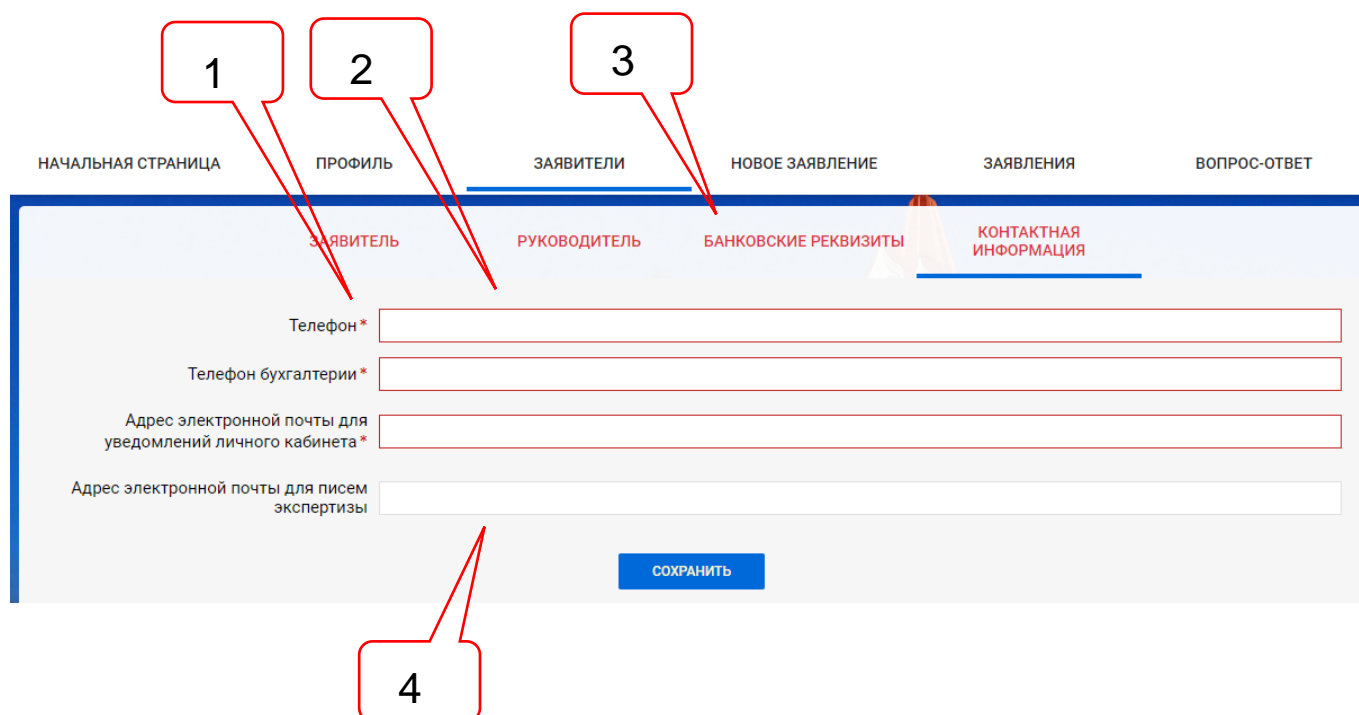 1
2
3
НАЧАЛЬНАЯ СТРАНИЦА ПРОФИЛЬ ЗАЯВИТЕЛИ НОВОЕ ЗАЯВЛЕНИЕ ЗАЯВЛЕНИЯ ВОПРОС-ОТВЕТ
ЗАЯВИТЕЛЬ РУКОВОДИТЕЛЬ БАНКОВСКИЕ РЕКВИЗИТЫ КОНТАКТНАЯ
ИНФОРМАЦИЯ
Телефон *
Телефон бухгалтерии *
Адрес электронной почты для
уведомлений личного кабинета *
Адрес электронной почты для писем
экспертизы
СОХРАНИТЬ
4